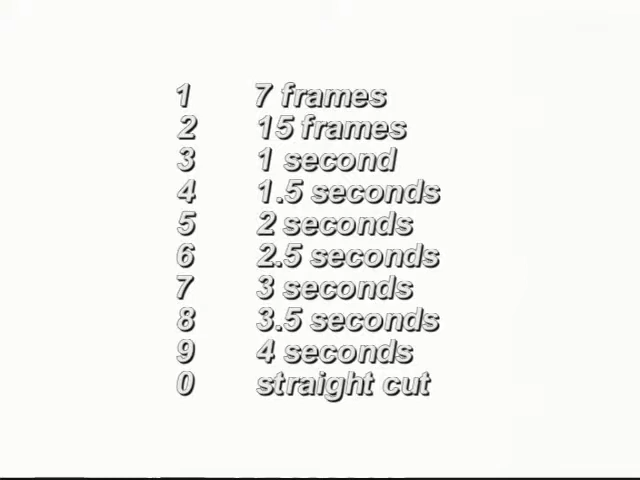 1 7 frames
2 15 frames
3 1 second
4 1.5 seconds
5 2 seconds
6 2.5 seconds
7 3 seconds
8 3.5 seconds
9 4 seconds
0 straight cut